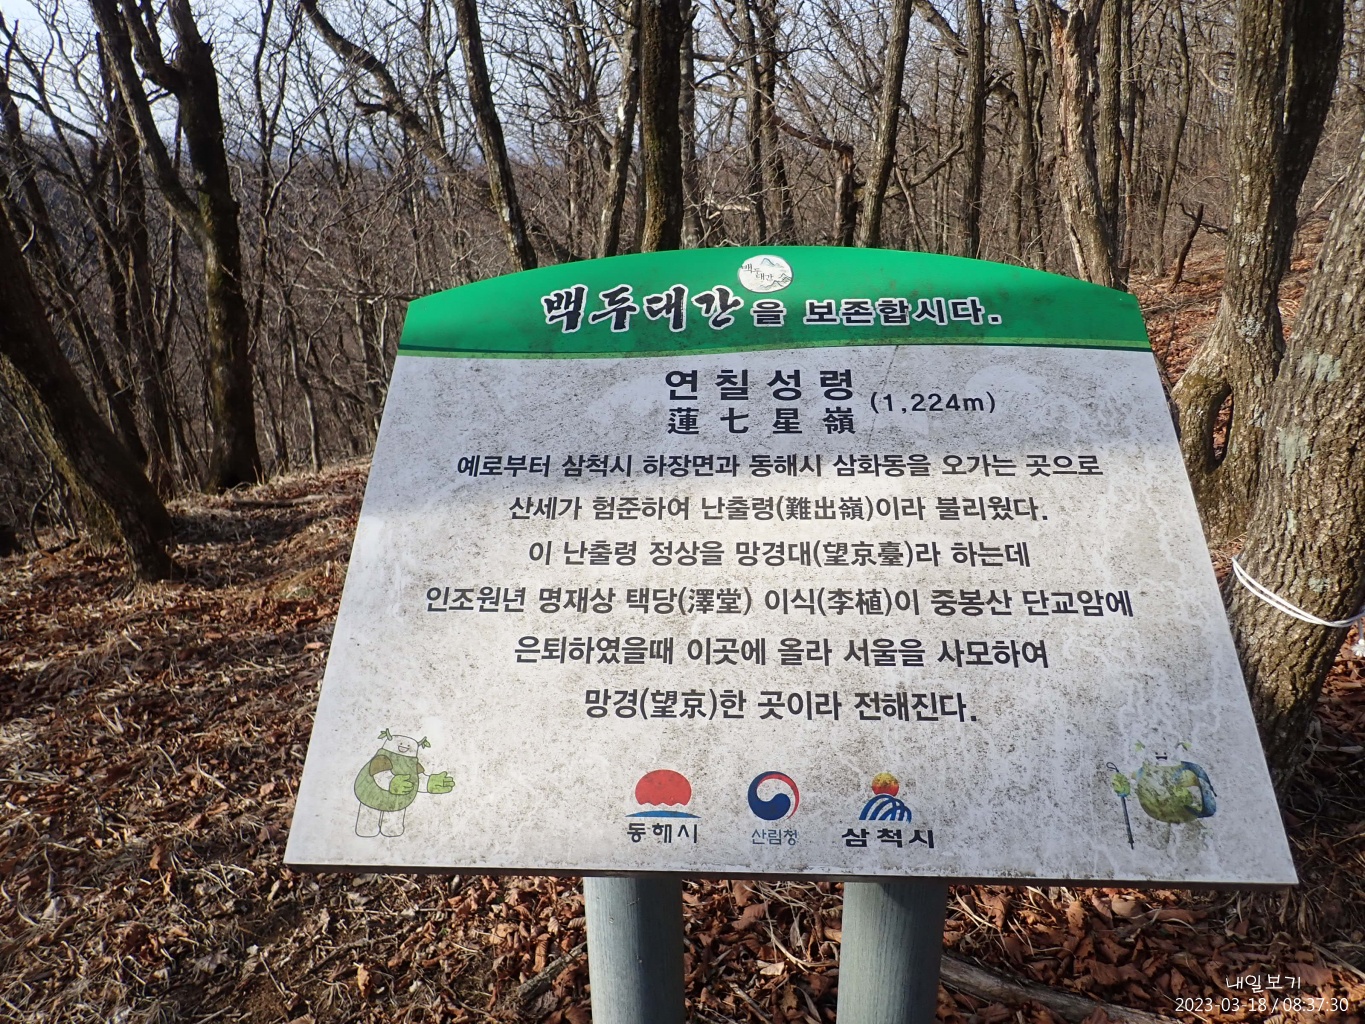 백두대간
백두대간을 보존합시다.
연칠성령
蓮七星嶺 (1,224m)
예로부터 삼척시 하장면과 동해시 삼화동을 오가는 곳으로
산세가 험준하여 난출령(難出嶺)이라 불리웠다.
이 난출령 정상을 망경대(望京臺)라 하는데
인조원년 명재상 택당(澤堂) 이식(李植)이 중봉산 단교암에
은퇴하였을때 이곳에 올라 서울을 사모하여
망경(望京)한 곳이라 전해진다.
동해시 산림청 삼척시
내일보기
2023-03-18 / 08:37:30